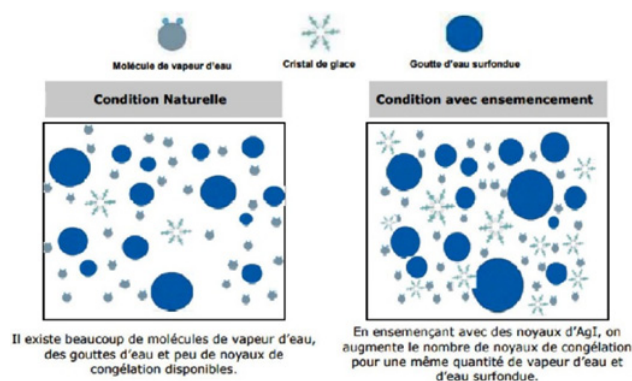 Molécule de vapeur d'eau
Cristal de glace
Goutte d'eau surfondue
Condition Naturelle
Condition avec ensemencement
Il existe beaucoup de molécules de vapeur d'eau,
des gouttes d'eau et peu de noyaux de
congélation disponibles.
En ensemençant avec des noyaux d'AgI, on
augmente le nombre de noyaux de congélation
pour une même quantité de vapeur d'eau et
d'eau surfondue.